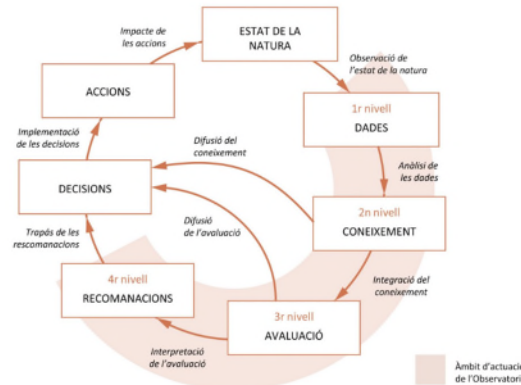 ESTAT DE LA
NATURA
Impacte de
les accions
Observació de
l'estat de la natura
ACCIONS
1r nivell
DADES
Implementació
de les decisions
Difusió del
coneixement
Anàlisi de
les dades
DECISIONS
2n nivell
CONEIXEMENT
Difusió
de l'avaluació
Traspàs de les
rescomanacions
4r nivell
RECOMANACIONS
Integració del
coneixement
3r nivell
AVALUACIÓ
Interpretació
de l'avaluació
Àmbit d'actuació
de l'Observatori